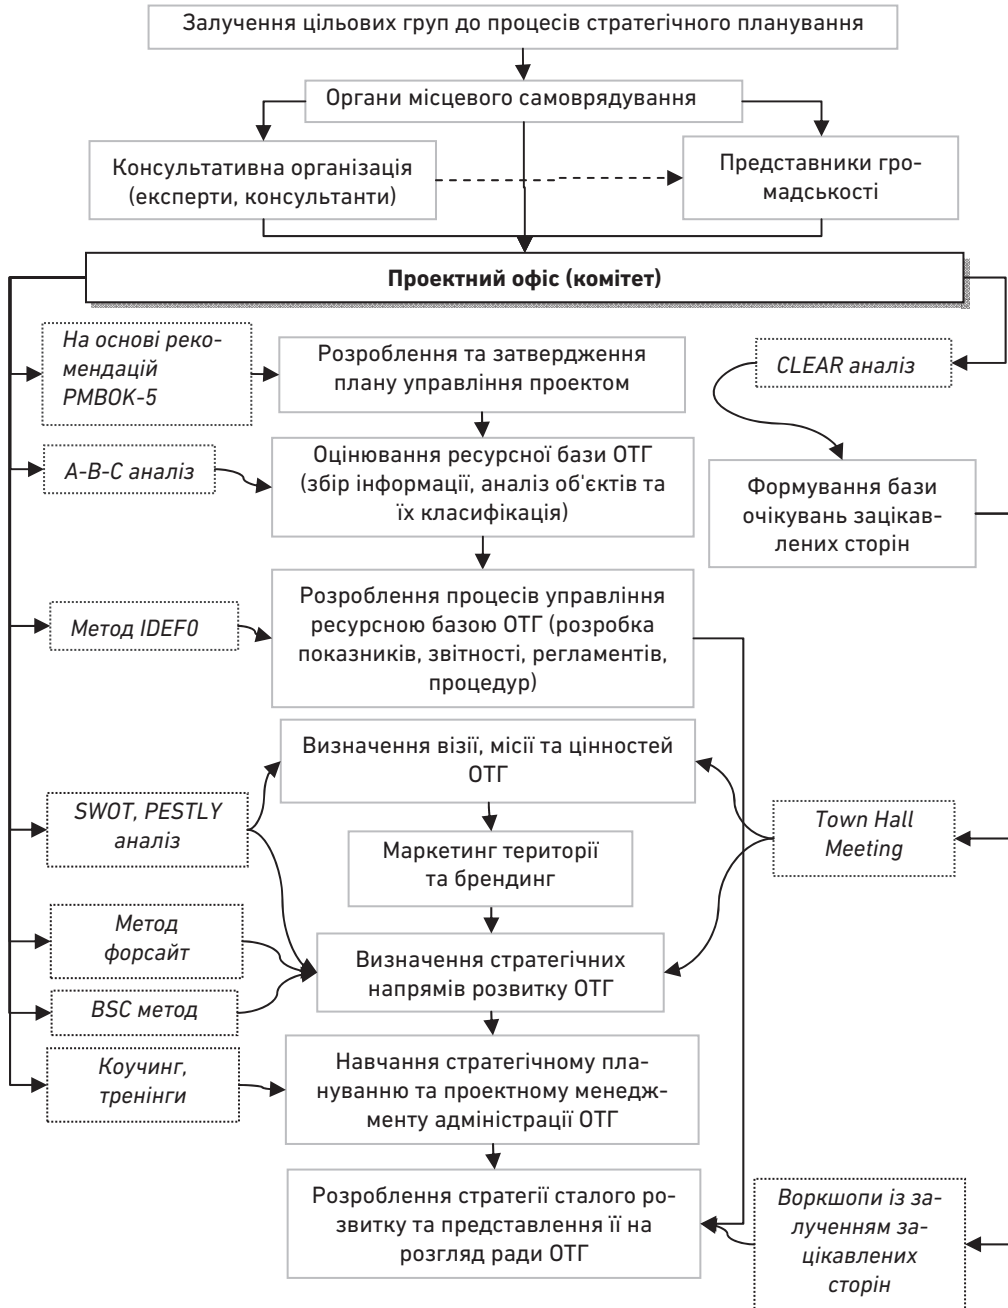 Залучення цільових груп до процесів стратегічного планування
Органи місцевого самоврядування
Консультативна організація
(експерти, консультанти)
Представники гро-
мадськості
Проектний офіс (комітет)
На основі реко-
мендацій
PMBOK-5
Розроблення та затвердження
плану управління проектом
CLEAR аналіз
A-B-C аналіз
Оцінювання ресурсної бази ОТГ
(збір інформації, аналіз об'єктів та
їх класифікація)
Формування бази
очікувань зацікав-
лених сторін
Метод IDEF0
Розроблення процесів управління
ресурсною базою ОТГ (розробка
показників, звітності, регламентів,
процедур)
Визначення візії, місії та цінностей
ОТГ
SWOT, PESTLY
аналіз
Town Hall
Meeting
Маркетинг території
та брендинг
Метод
форсайт
Визначення стратегічних
напрямів розвитку ОТГ
BSC метод
Коучинг,
тренінги
Навчання стратегічному пла-
нуванню та проектному менедж-
менту адміністрації ОТГ
Розроблення стратегії сталого ро-
звитку та представлення її на
розгляд ради ОТГ
Воркшопи із за-
лученням за-
цікавлених
сторін